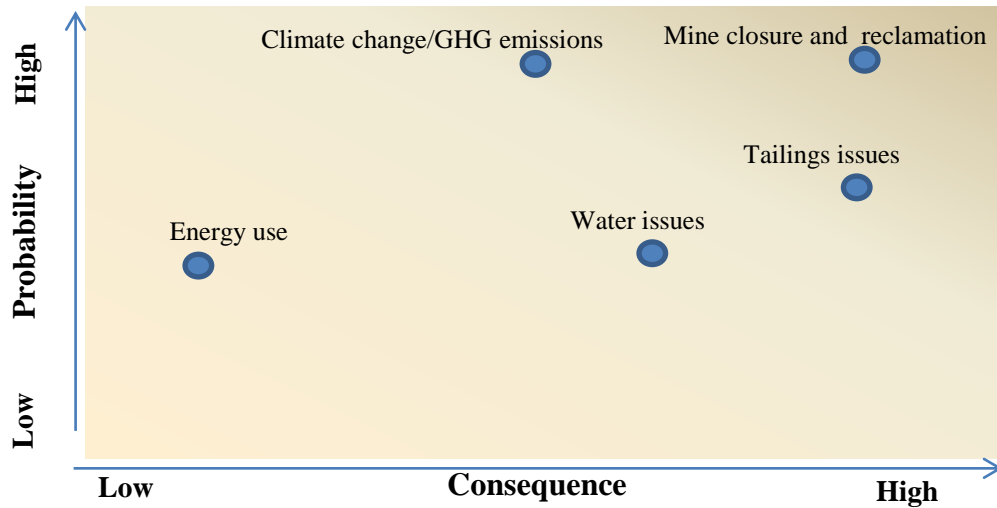 Climate change/GHG emissions
Mine closure and reclamation
High
Tailings issues
Probability
Water issues
Energy use
Low
Low
Consequence
High